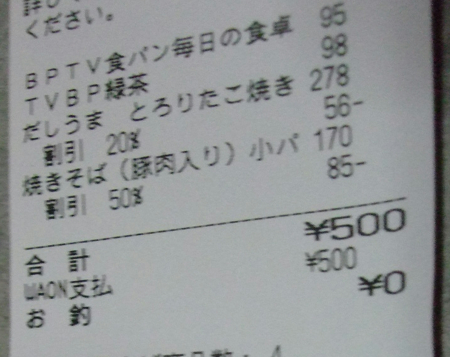 ください。
BPTV食パン毎日の食卓 95
TVBP緑茶 98
だしうま とろりたこ焼き 278
割引 20% 56-
焼きそば（豚肉入り）小パ 170
割引 50% 85-
合 計 ¥500
WAON支払 ¥500
お 釣 ¥0